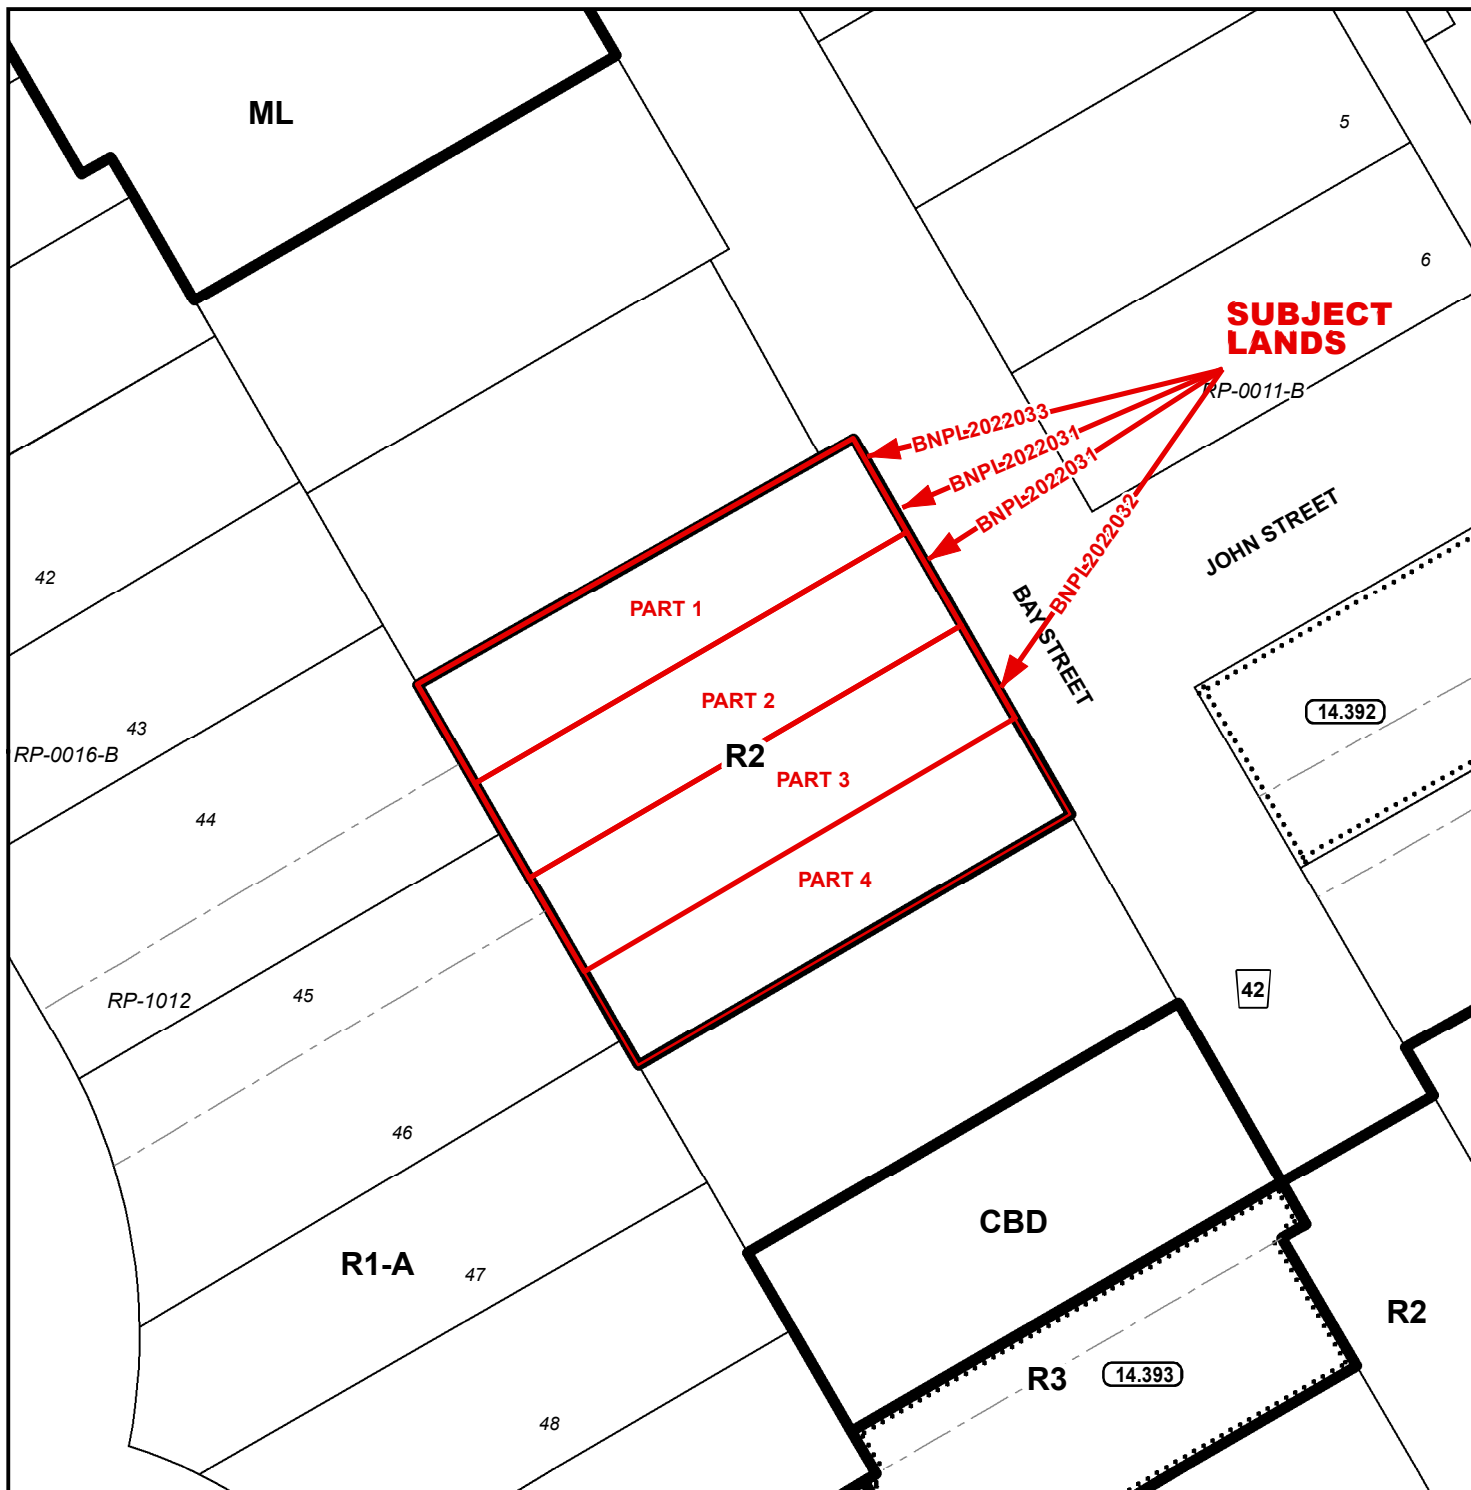 ML
5
6
SUBJECT
LANDS
RP-0011-B
BNPL-2022033
BNPL-2022031
BNPL-2022031
BNPL-2022032
JOHN STREET
BAY STREET
42
PART 1
PART 2
R2
PART 3
PART 4
14.392
43
RP-0016-B
44
RP-1012
45
42
46
R1-A
47
CBD
R2
R3
14.393
48